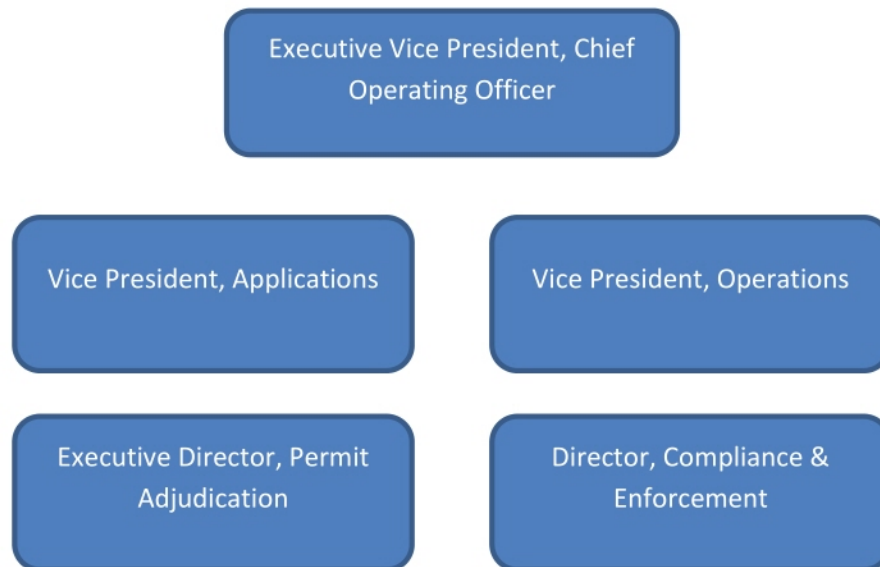 Executive Vice President, Chief
Operating Officer
Vice President, Applications
Vice President, Operations
Executive Director, Permit
Adjudication
Director, Compliance &
Enforcement